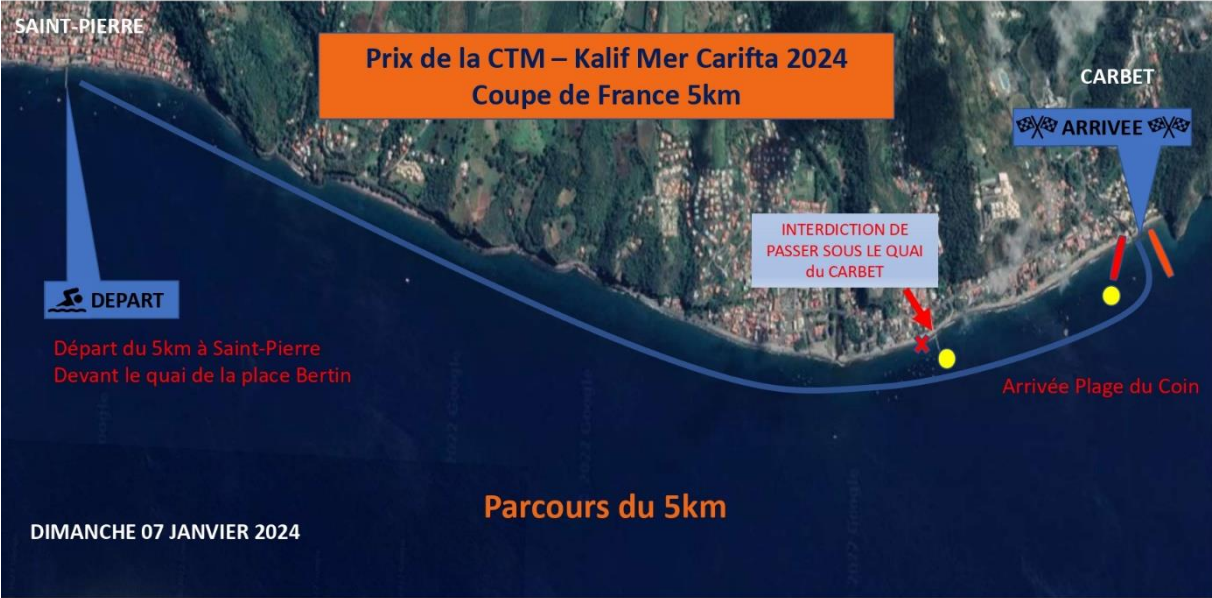 SAINT-PIERRE
Prix de la CTM – Kalif Mer Carifta 2024
Coupe de France 5km
CARBET
ARRIVEE
INTERDICTION DE
PASSER SOUS LE QUAI
du CARBET
DEPART
Départ du 5km à Saint-Pierre
Devant le quai de la place Bertin
Arrivée Plage du Coin
Parcours du 5km
DIMANCHE 07 JANVIER 2024
2022 Google